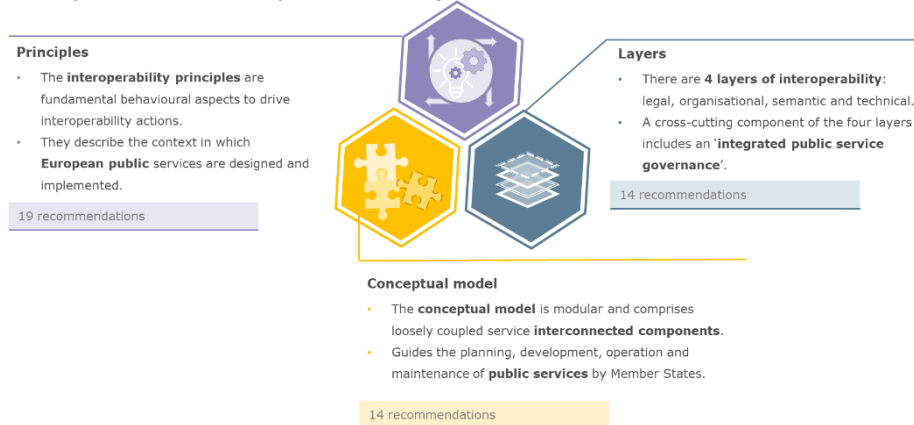 Principles
• The interoperability principles are
fundamental behavioural aspects to drive
interoperability actions.
• They describe the context in which
European public services are designed and
implemented.
19 recommendations
Layers
• There are 4 layers of interoperability:
legal, organisational, semantic and technical.
• A cross-cutting component of the four layers
includes an ‘integrated public service
governance’.
14 recommendations
Conceptual model
• The conceptual model is modular and comprises
loosely coupled service interconnected components.
• Guides the planning, development, operation and
maintenance of public services by Member States.
14 recommendations